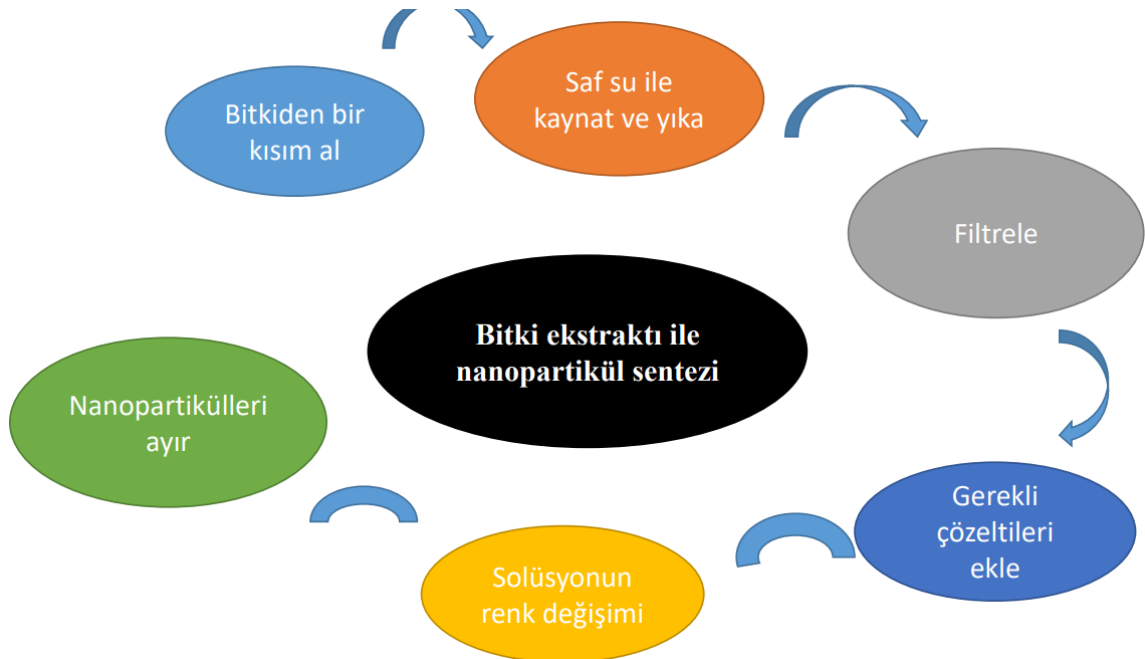 Bitkiden bir
kısım al
Saf su ile
kaynat ve yıka
Filtrele
Gerekli
çözeltileri
ekle
Solüsyonun
renk değişimi
Nanopartikülleri
ayır
Bitki ekstraktı ile
nanopartikül sentezi